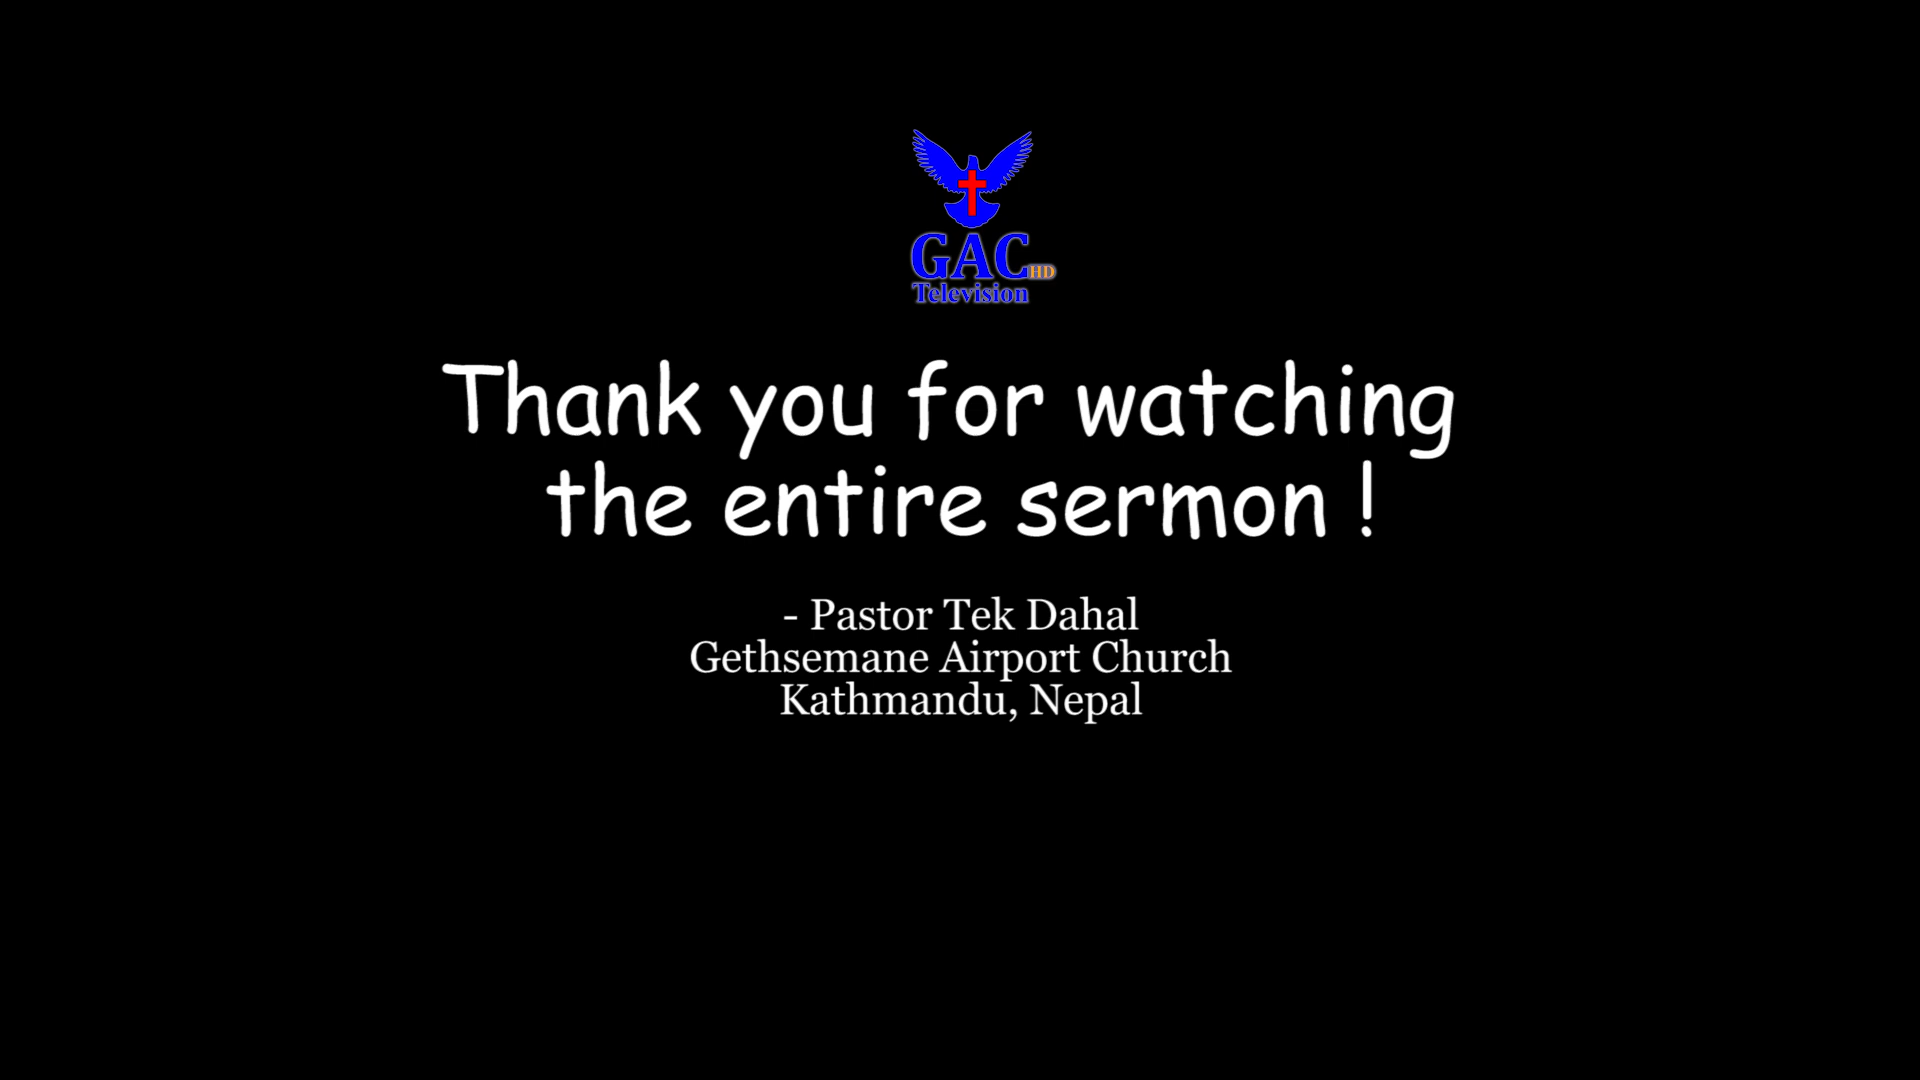 GAC HD
Television
Thank you for watching
the entire sermon !
- Pastor Tek Dahal
Gethsemane Airport Church
Kathmandu, Nepal